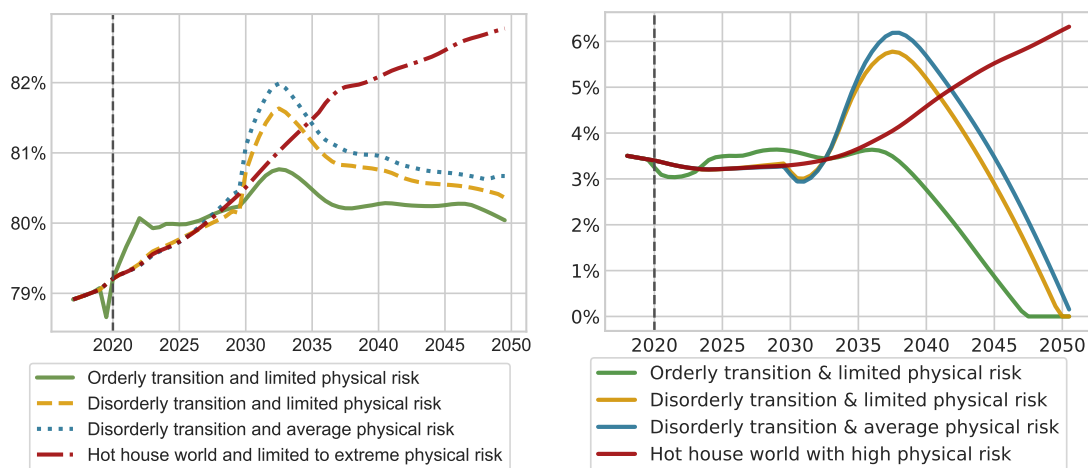 82%
81%
80%
79%
2020 2025 2030 2035 2040 2045 2050
Orderly transition and limited physical risk
Disorderly transition and limited physical risk
Disorderly transition and average physical risk
Hot house world and limited to extreme physical risk
6%
5%
4%
3%
2%
1%
0%
2020 2025 2030 2035 2040 2045 2050
Orderly transition & limited physical risk
Disorderly transition & limited physical risk
Disorderly transition & average physical risk
Hot house world with high physical risk